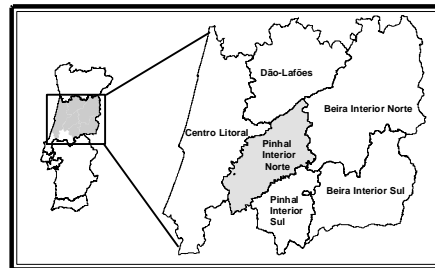 Dão-Lafões
Beira Interior Norte
Centro Litoral
Pinhal
Interior
Norte
Beira Interior Sul
Pinhal
Interior
Sul